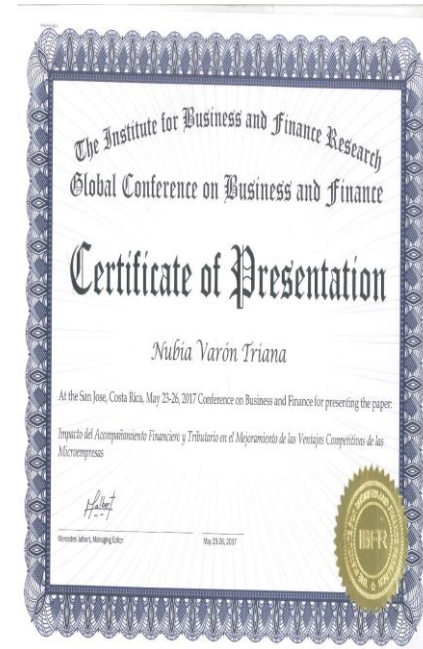 The Institute for Business and Finance Research
Global Conference on Business and Finance
Certificate of Presentation
Nubia Varón Triana
At the San Jose, Costa Rica, May 23-26, 2017 Conference on Business and Finance for presenting the paper:
Impacto del Acompañamiento Financiero y Tributario en el Mejoramiento de las Ventajas Competitivas de las
Microempresas
Mercedes Jalbert, Managing Editor
May 23-26, 2017
IBFR